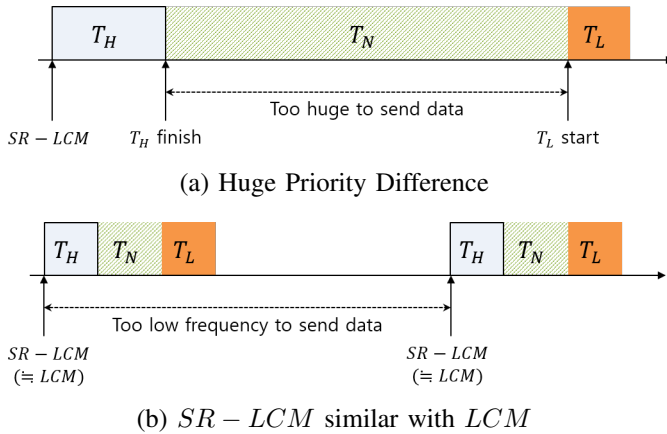 T_H T_N T_L
Too huge to send data
SR − LCM T_H finish T_L start
(a) Huge Priority Difference
T_H T_N T_L T_H T_N T_L
Too low frequency to send data
SR − LCM SR − LCM
(≒ LCM) (≒ LCM)
(b) SR − LCM similar with LCM